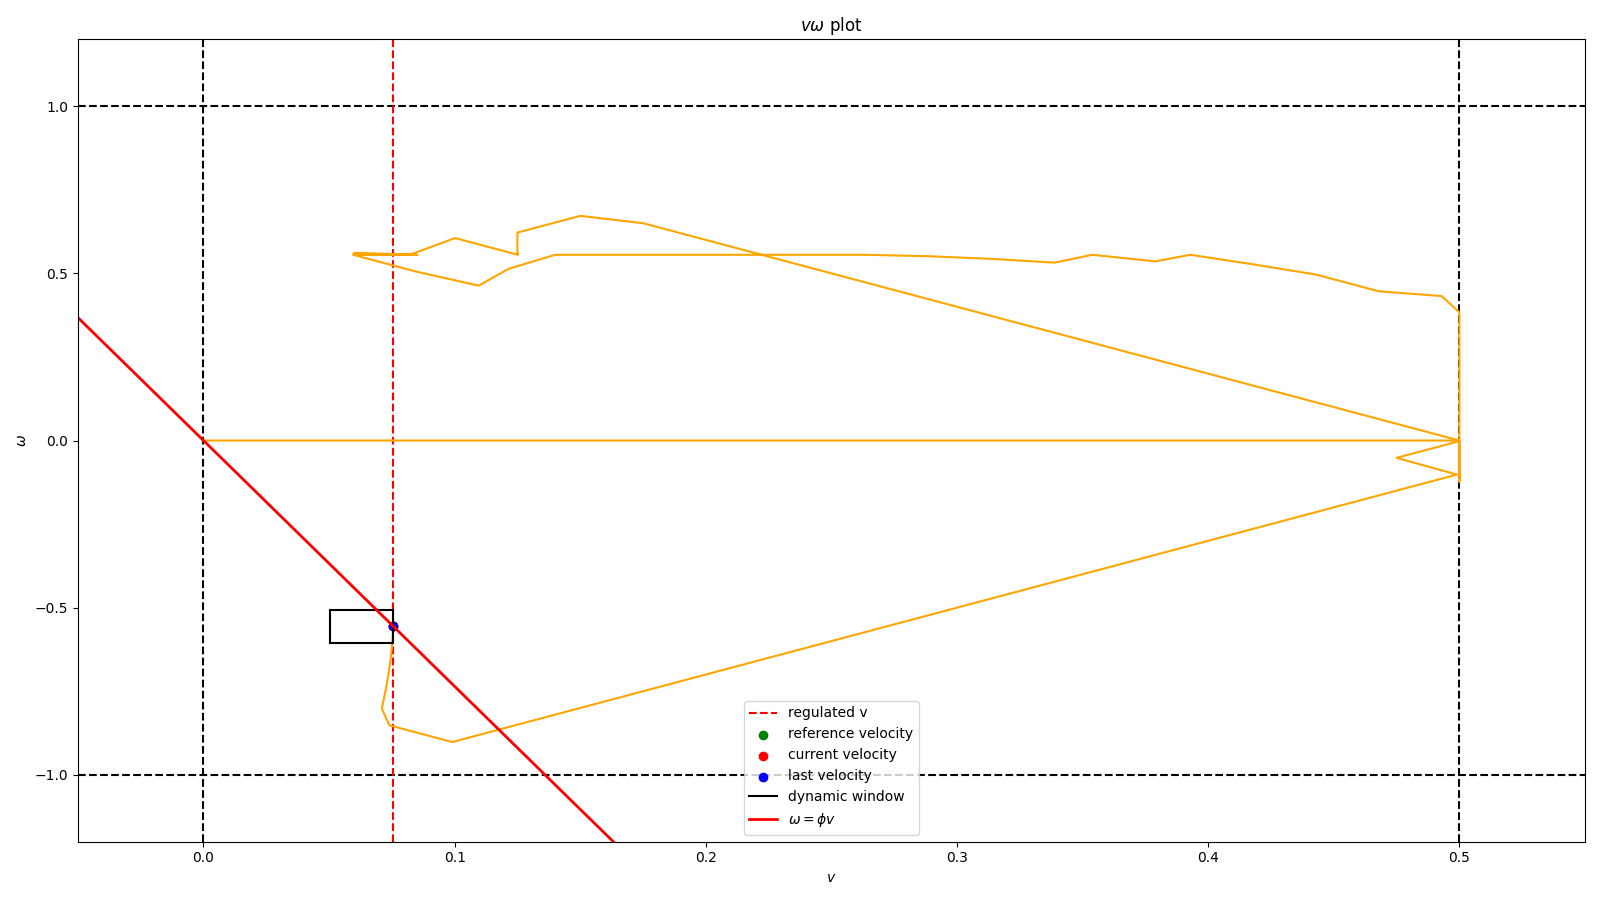 vω plot
1.0
0.5
0.0
−0.5
−1.0
ω
0.0 0.1 0.2 0.3 0.4 0.5
v
regulated v
reference velocity
current velocity
last velocity
dynamic window
ω = ϕv